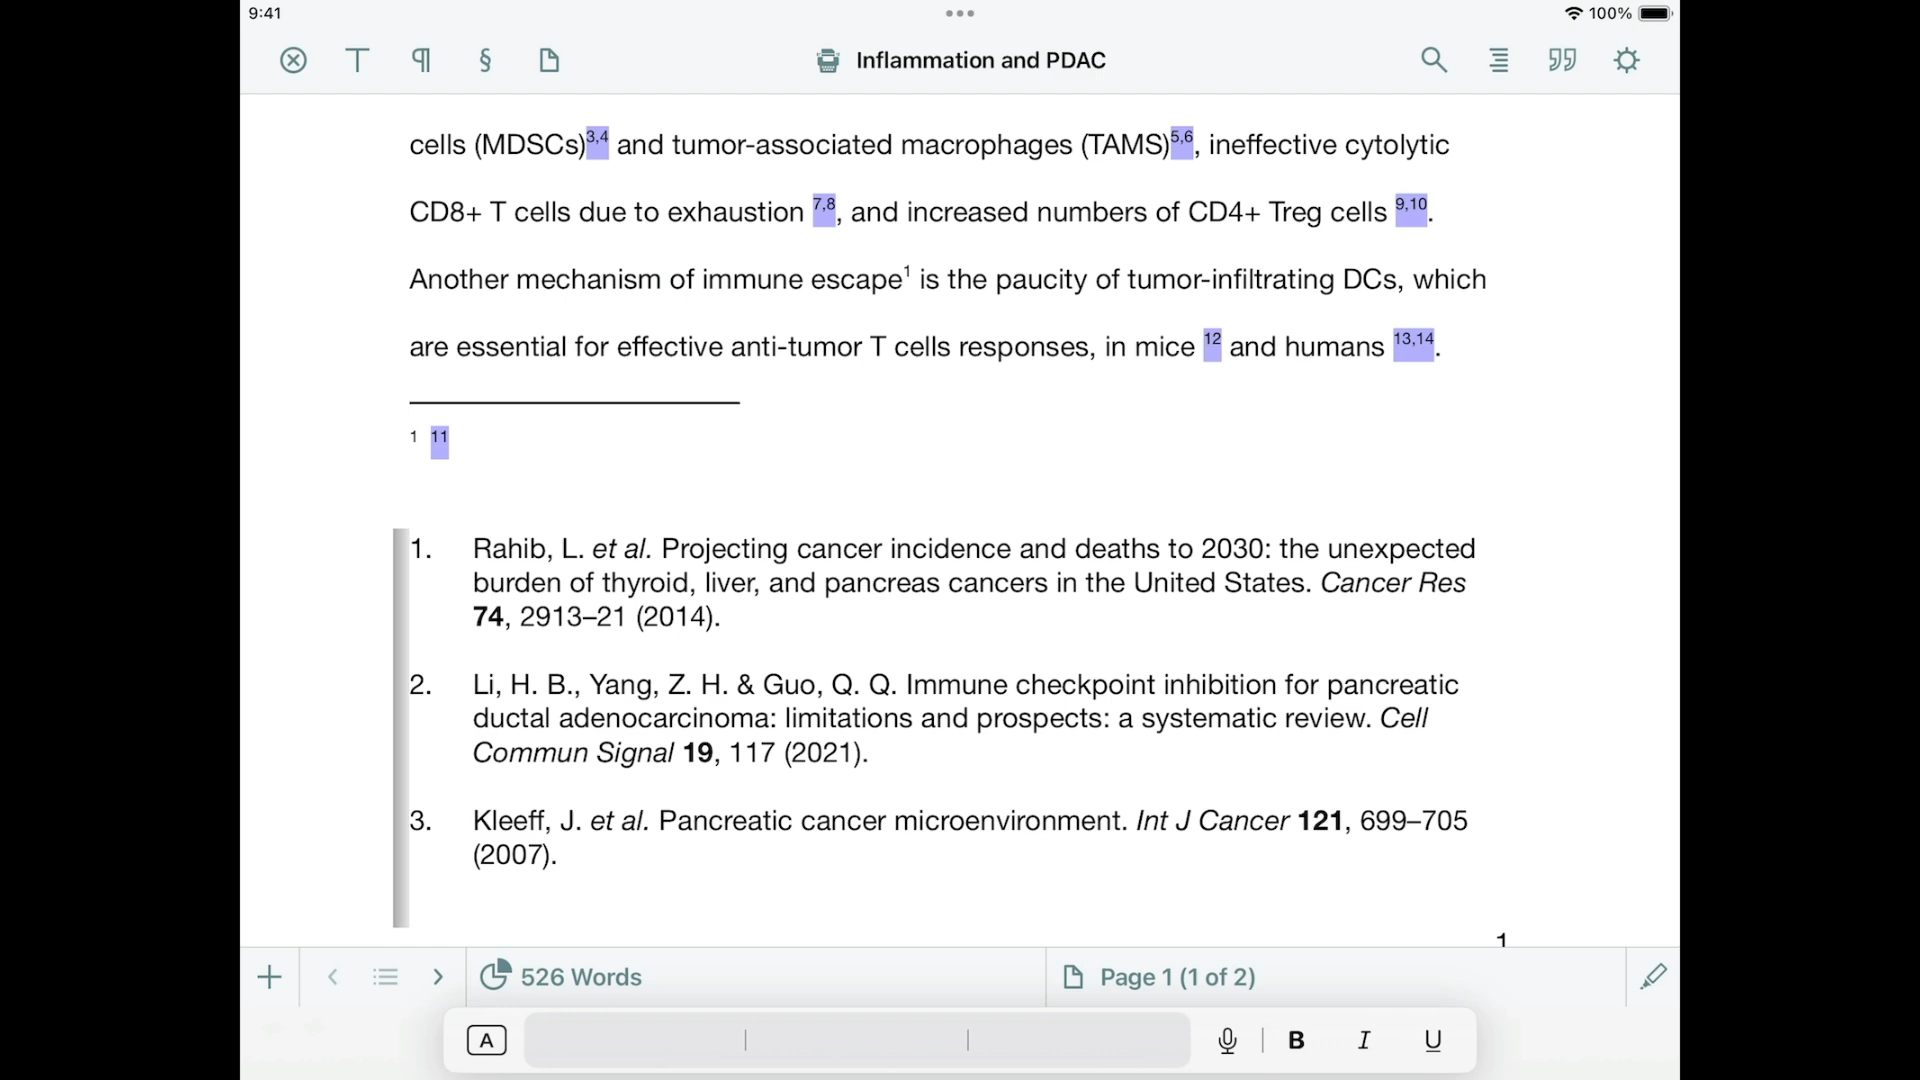 9:41
100%
Inflammation and PDAC
cells (MDSCs)3,4 and tumor-associated macrophages (TAMS)5,6, ineffective cytolytic
CD8+ T cells due to exhaustion 7,8, and increased numbers of CD4+ Treg cells 9,10.
Another mechanism of immune escape1 is the paucity of tumor-infiltrating DCs, which
are essential for effective anti-tumor T cells responses, in mice 12 and humans 13,14.
1 11
1. Rahib, L. et al. Projecting cancer incidence and deaths to 2030: the unexpected
burden of thyroid, liver, and pancreas cancers in the United States. Cancer Res
74, 2913–21 (2014).
2. Li, H. B., Yang, Z. H. & Guo, Q. Q. Immune checkpoint inhibition for pancreatic
ductal adenocarcinoma: limitations and prospects: a systematic review. Cell
Commun Signal 19, 117 (2021).
3. Kleeff, J. et al. Pancreatic cancer microenvironment. Int J Cancer 121, 699–705
(2007).
1
526 Words
Page 1 (1 of 2)
A
B I U